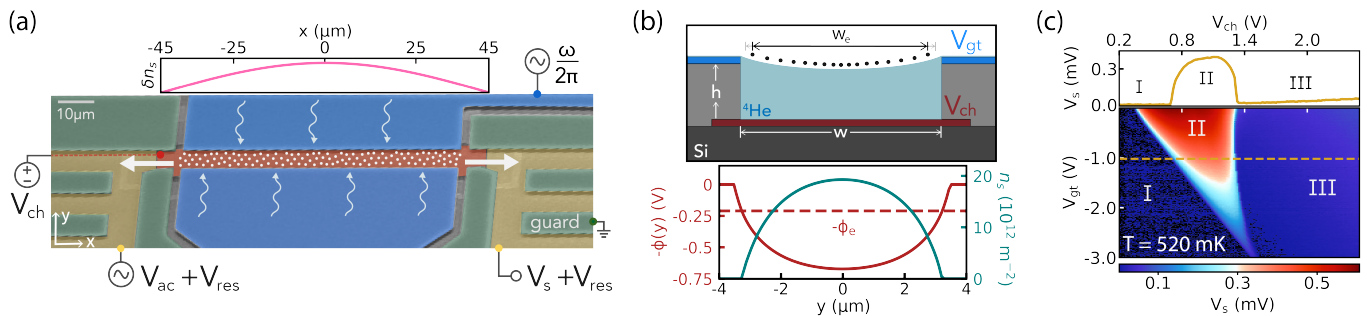 (a)
x (μm)
-45 -25 0 25 45
δnₛ
ω
2π
10μm
V_ch
y
x
guard
V_ac + V_res
V_s + V_res
(b)
w_e
V_gt
h
⁴He
V_ch
w
Si
0
-0.25
-0.5
-0.75
-ϕ(y) (V)
-ϕ_e
20
10
0
n_s (10¹² m⁻²)
-4 -2 0 2 4
y (μm)
(c)
V_ch (V)
0.2 0.8 1.4 2.0
V_s (mV)
0.3
0.0
I II III
V_gt (V)
-1.0
-2.0
-3.0
II
I
III
T = 520 mK
0.1 0.3 0.5
V_s (mV)